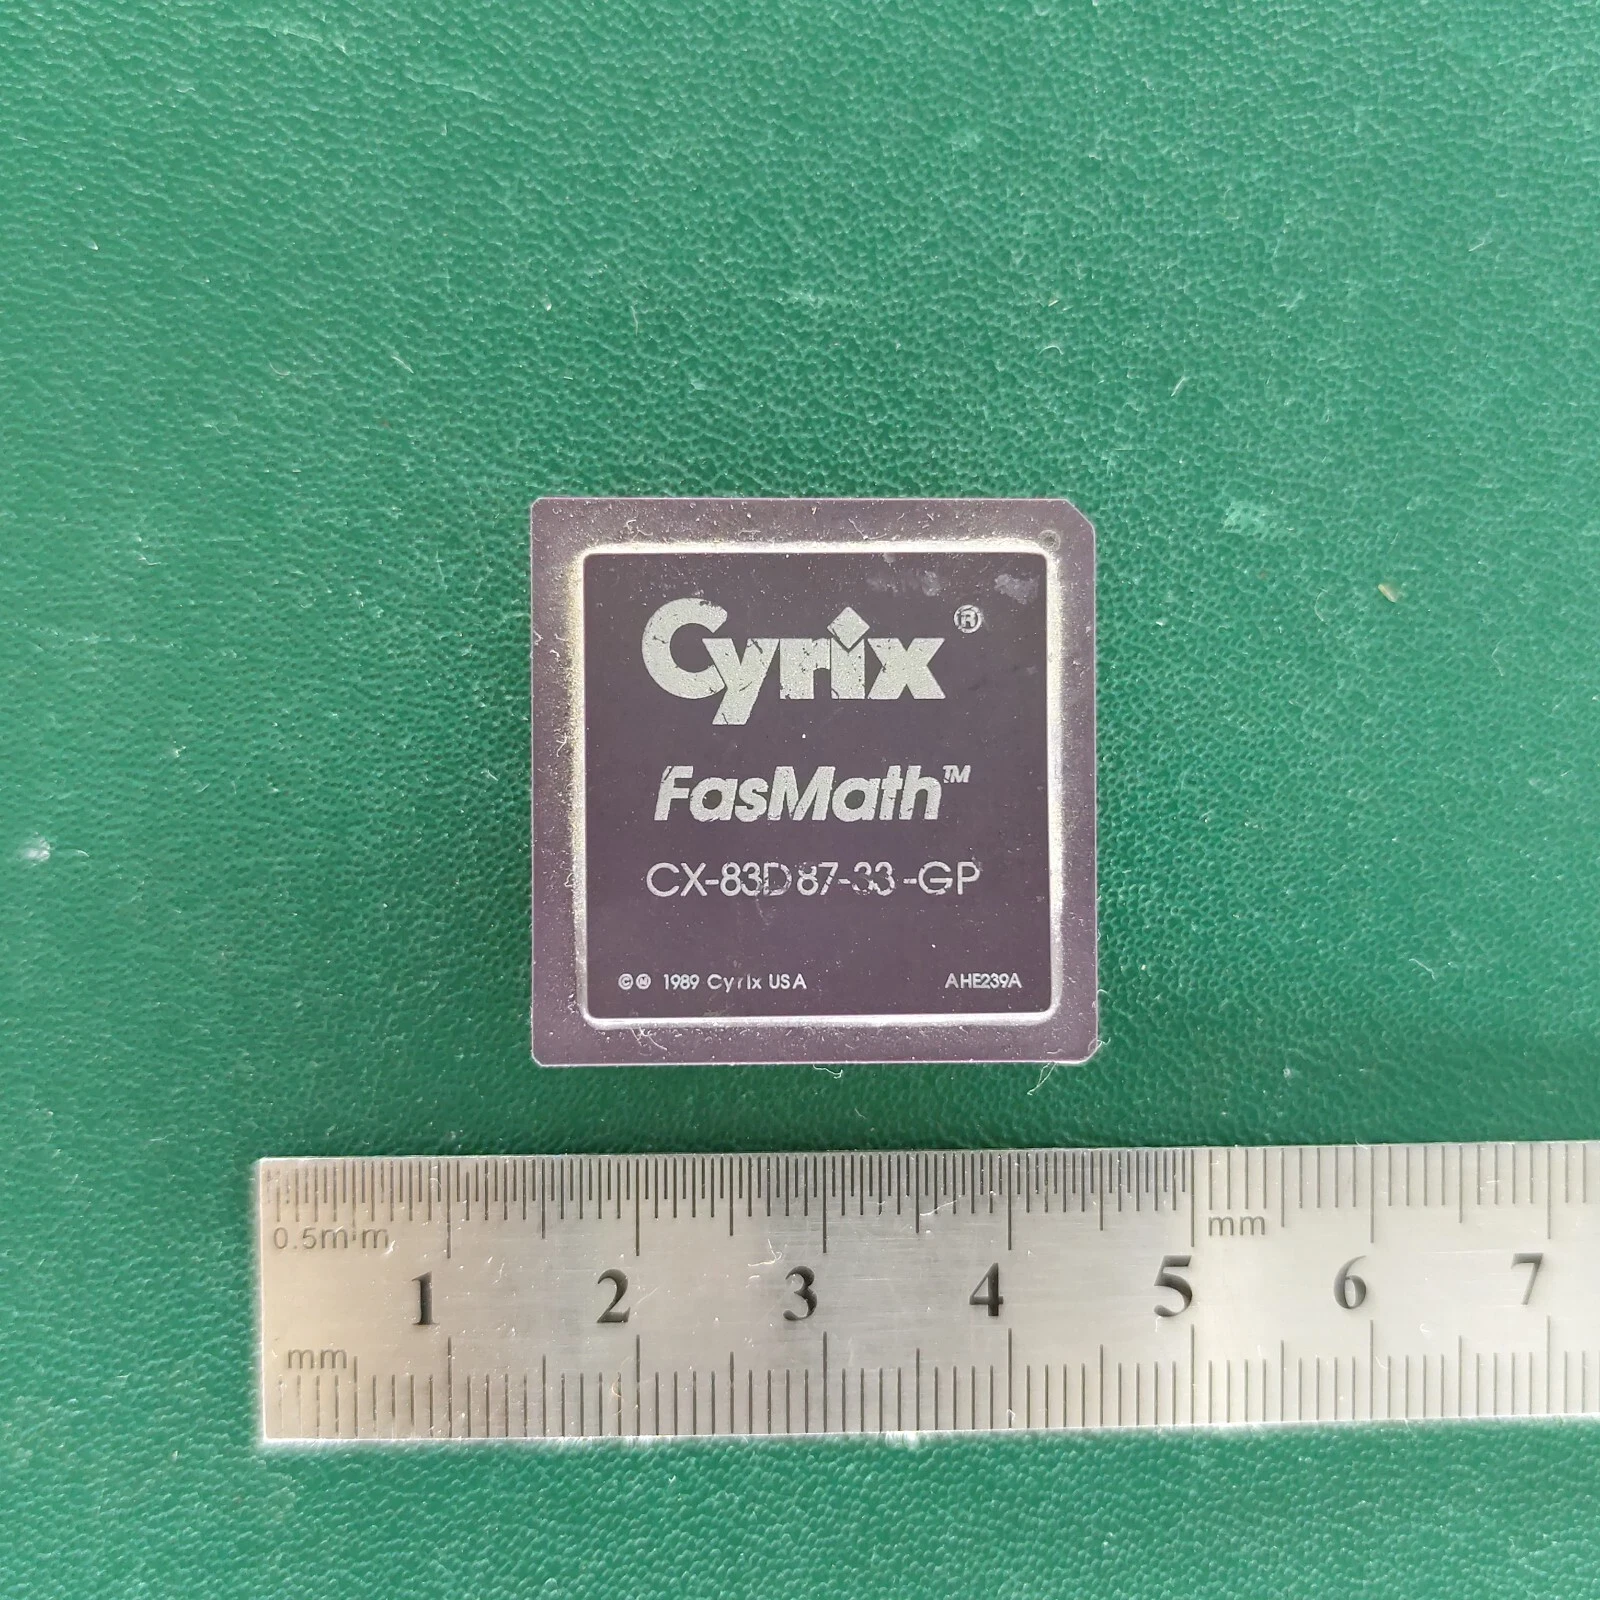 Cyrix®
FasMath™
CX-83D87-33-GP
©Ⓜ 1989 Cyrix USA AHE239A
0.5mm mm
1 2 3 4 5 6 7
mm